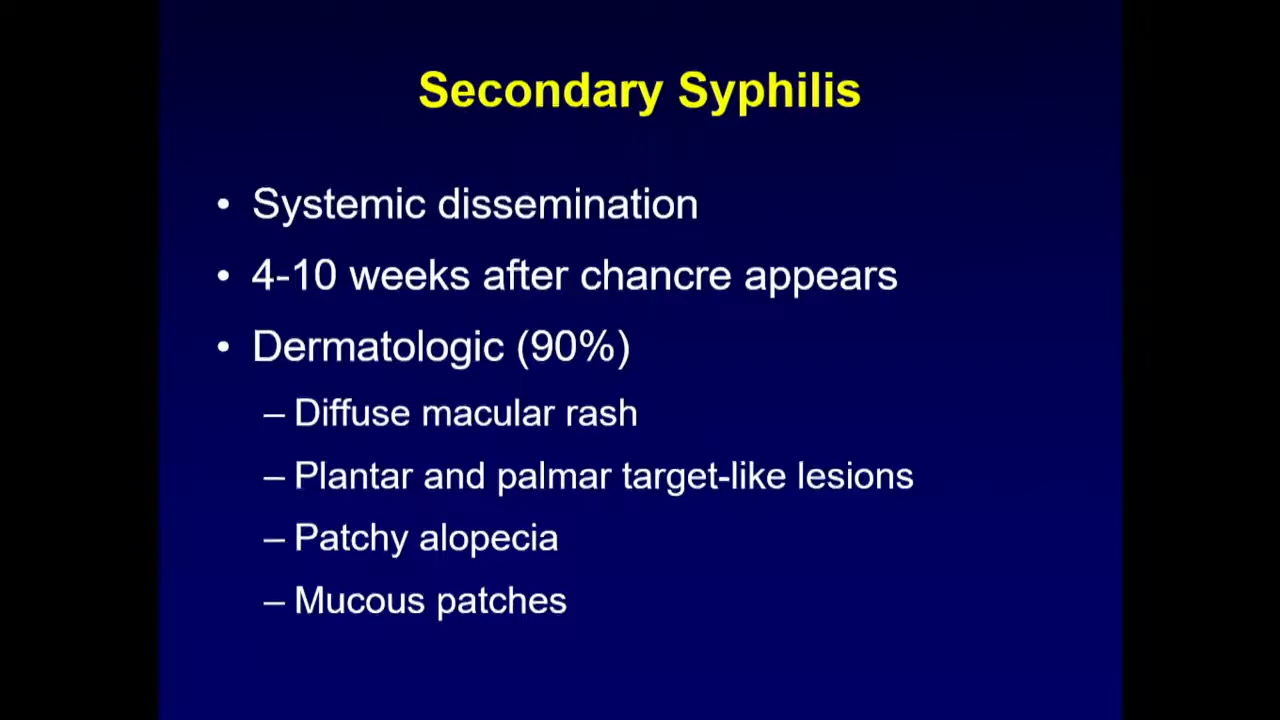 Secondary Syphilis
• Systemic dissemination
• 4-10 weeks after chancre appears
• Dermatologic (90%)
– Diffuse macular rash
– Plantar and palmar target-like lesions
– Patchy alopecia
– Mucous patches